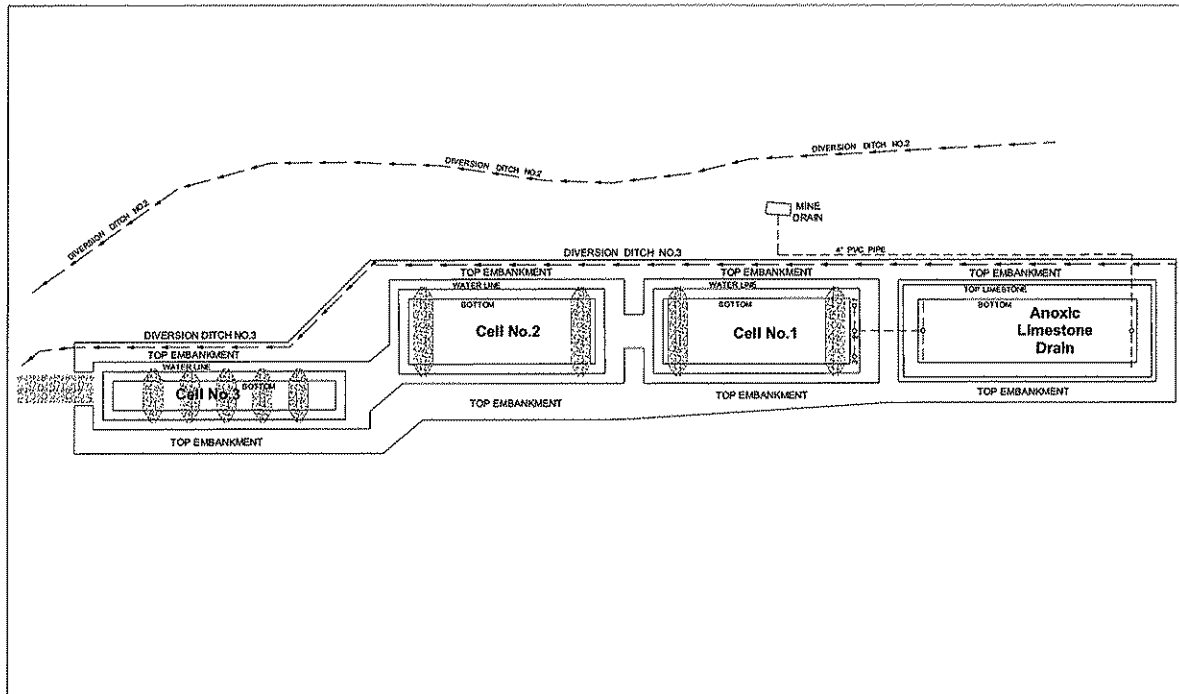 DIVERSION DITCH NO.2
DIVERSION DITCH NO.2
DIVERSION DITCH NO.2
MINE
DRAIN
4" PVC PIPE
DIVERSION DITCH NO.3
TOP EMBANKMENT
TOP EMBANKMENT
TOP EMBANKMENT
WATER LINE
WATER LINE
TOP LIMESTONE
BOTTOM
BOTTOM
BOTTOM
Cell No.2
Cell No.1
Anoxic
Limestone
Drain
DIVERSION DITCH NO.3
TOP EMBANKMENT
WATER LINE
BOTTOM
Cell No.3
TOP EMBANKMENT
TOP EMBANKMENT
TOP EMBANKMENT
TOP EMBANKMENT